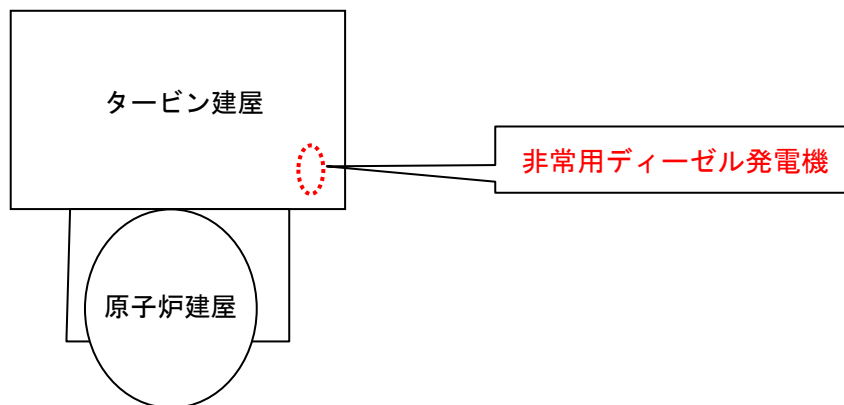 タービン建屋
非常用ディーゼル発電機
原子炉建屋